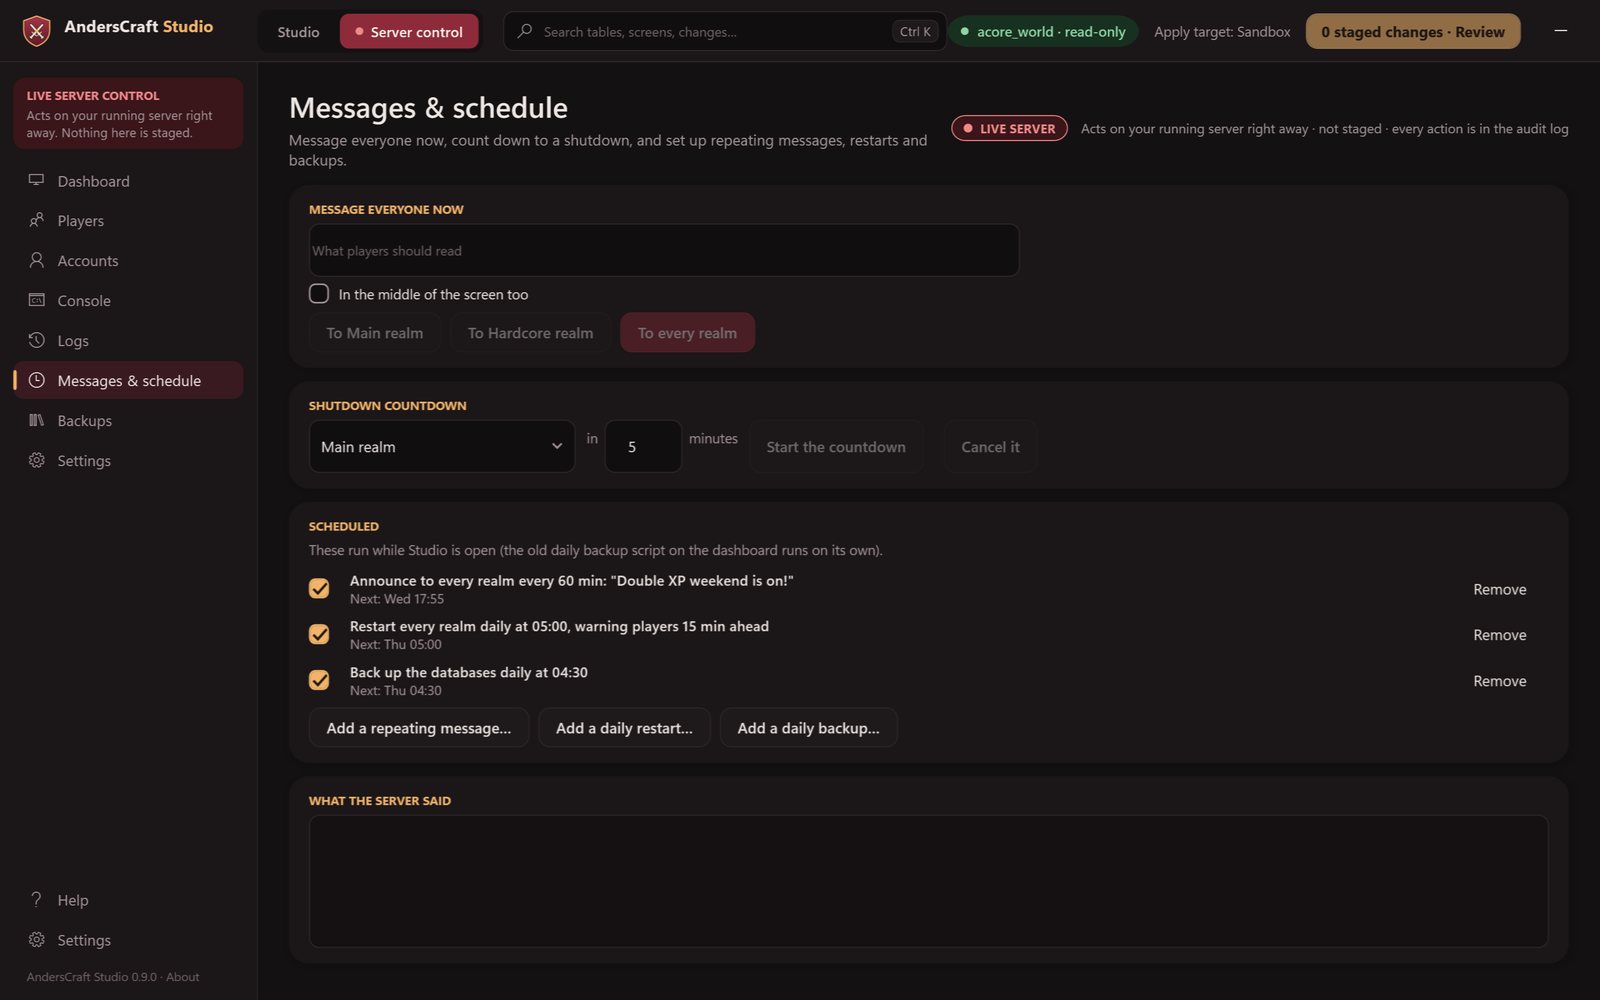 AndersCraft Studio
Studio
Server control
Search tables, screens, changes...
Ctrl K
acore_world · read-only
Apply target: Sandbox
0 staged changes · Review
LIVE SERVER CONTROL
Acts on your running server right
away. Nothing here is staged.
Dashboard
Players
Accounts
Console
Logs
Messages & schedule
Backups
Settings
Help
Settings
AndersCraft Studio 0.9.0 · About
Messages & schedule
Message everyone now, count down to a shutdown, and set up repeating messages, restarts and
backups.
LIVE SERVER
Acts on your running server right away · not staged · every action is in the audit log
MESSAGE EVERYONE NOW
What players should read
In the middle of the screen too
To Main realm
To Hardcore realm
To every realm
SHUTDOWN COUNTDOWN
Main realm
in
5
minutes
Start the countdown
Cancel it
SCHEDULED
These run while Studio is open (the old daily backup script on the dashboard runs on its own).
Announce to every realm every 60 min: "Double XP weekend is on!"
Next: Wed 17:55
Remove
Restart every realm daily at 05:00, warning players 15 min ahead
Next: Thu 05:00
Remove
Back up the databases daily at 04:30
Next: Thu 04:30
Remove
Add a repeating message...
Add a daily restart...
Add a daily backup...
WHAT THE SERVER SAID